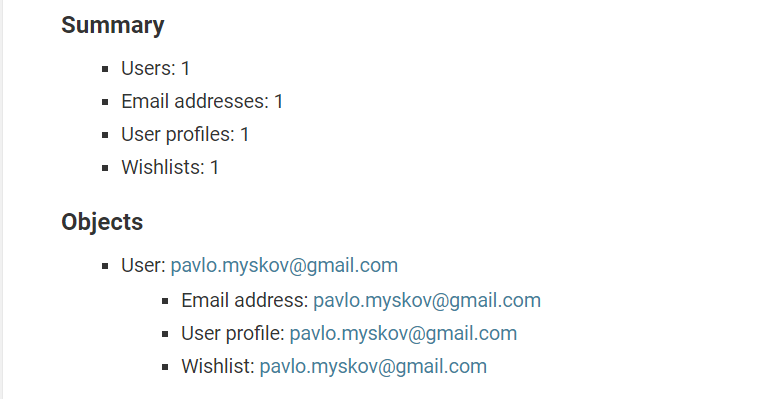 Summary
Users: 1
Email addresses: 1
User profiles: 1
Wishlists: 1
Objects
User: pavlo.myskov@gmail.com
Email address: pavlo.myskov@gmail.com
User profile: pavlo.myskov@gmail.com
Wishlist: pavlo.myskov@gmail.com